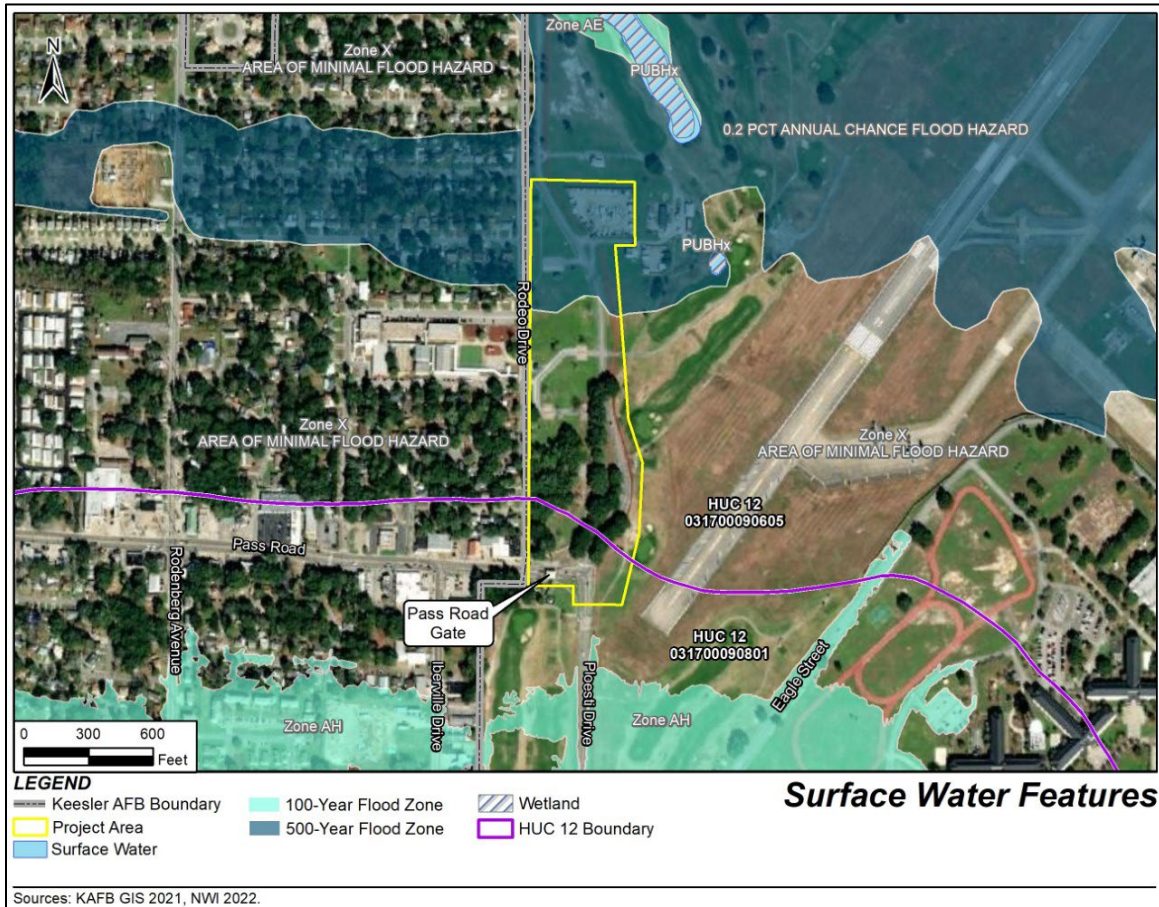 N
Zone X
AREA OF MINIMAL FLOOD HAZARD
Zone AE
PUBHx
0.2 PCT ANNUAL CHANCE FLOOD HAZARD
PUBHx
Rodeo Drive
Zone X
AREA OF MINIMAL FLOOD HAZARD
Zone X
AREA OF MINIMAL FLOOD HAZARD
HUC 12
031700090605
Pass Road
Rodenberg Avenue
Pass Road
Gate
HUC 12
031700090801
Iberville Drive
Ploesti Drive
Eagle Street
Zone AH
Zone AH
0 300 600
Feet
LEGEND
Keesler AFB Boundary
Project Area
Surface Water
100-Year Flood Zone
500-Year Flood Zone
Wetland
HUC 12 Boundary
Surface Water Features
Sources: KAFB GIS 2021, NWI 2022.